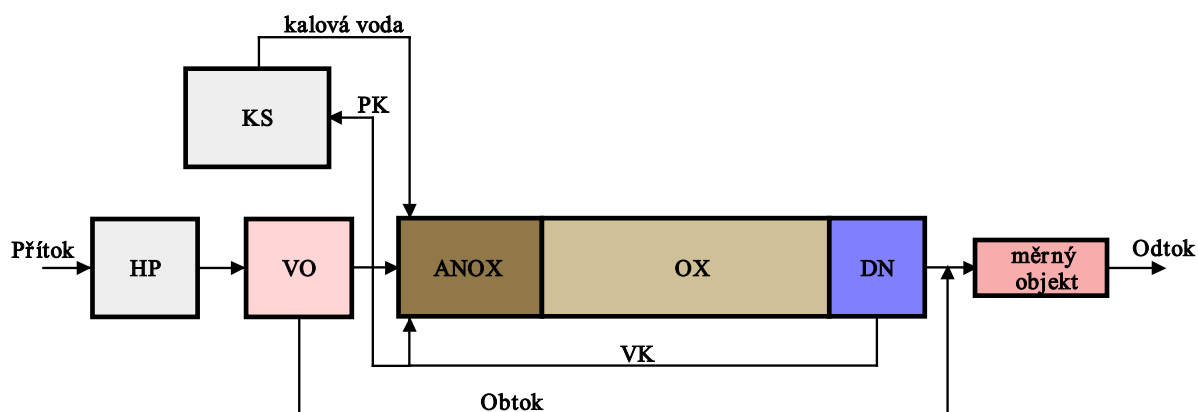 kalová voda
KS
PK
Přítok
HP
VO
ANOX
OX
DN
měrný
objekt
Odtok
VK
Obtok